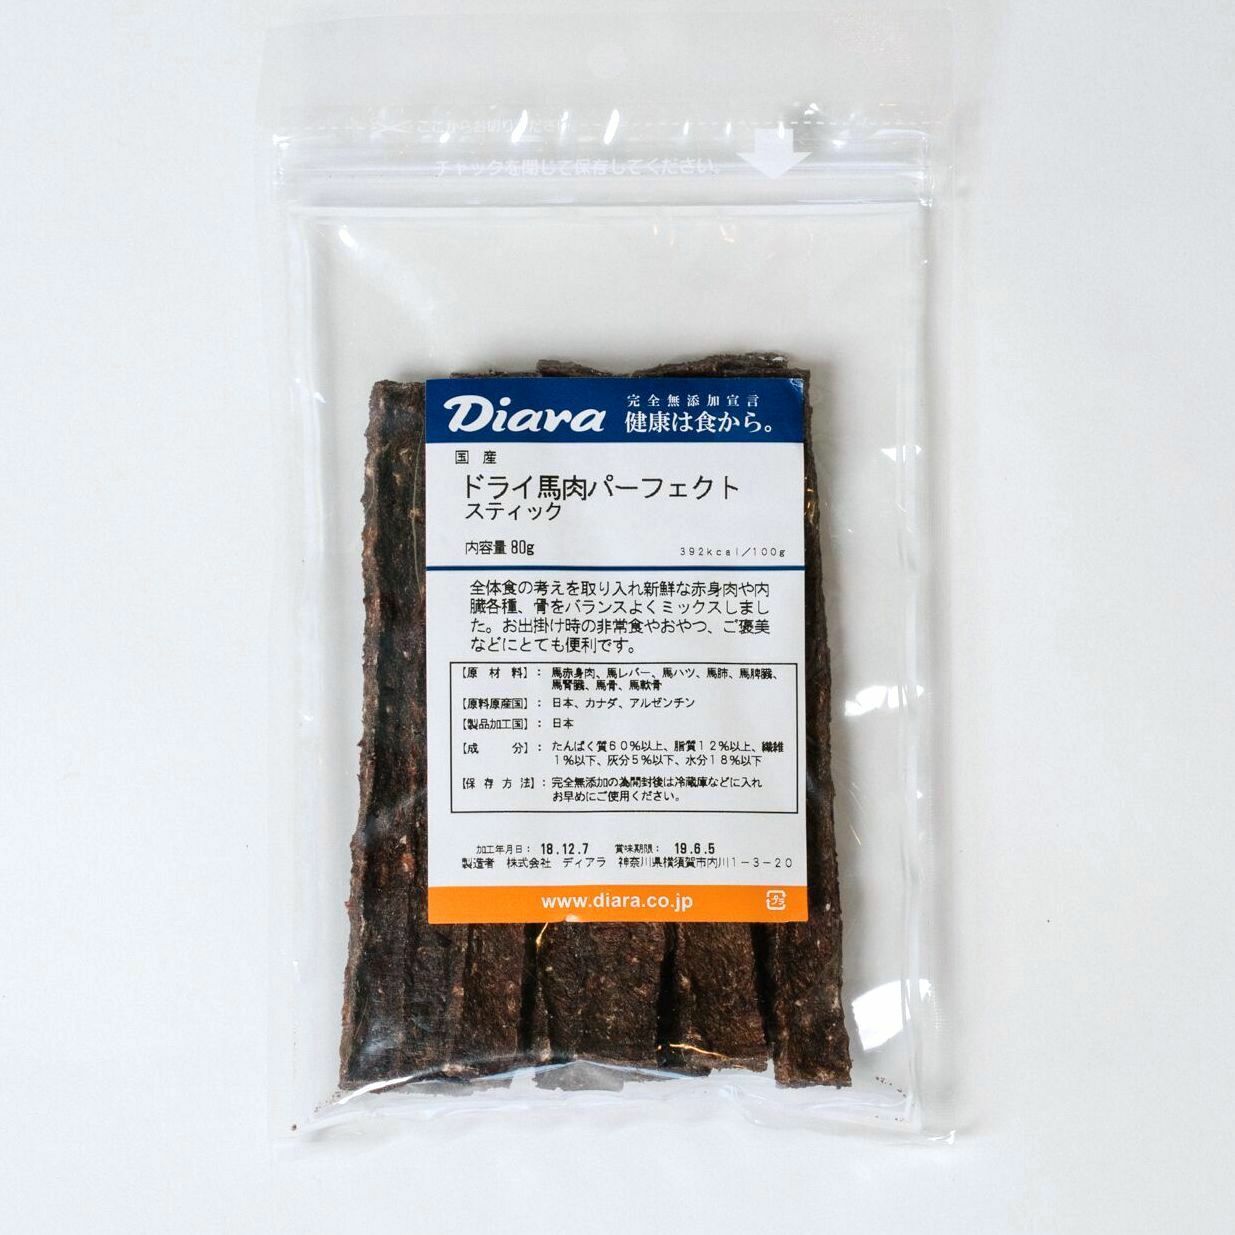 ここからお切りください。
チャックを閉じて保存してください。
Diara 完全無添加宣言
健康は食から。
国産
ドライ馬肉パーフェクト
スティック
内容量 80g 392kcal/100g
全体食の考えを取り入れ新鮮な赤身肉や内
臓各種、骨をバランスよくミックスしまし
た。お出掛け時の非常食やおやつ、ご褒美
などにとても便利です。
【原材料】：馬赤身肉、馬レバー、馬ハツ、馬肺、馬脾臓、
馬腎臓、馬骨、馬軟骨
【原料原産国】：日本、カナダ、アルゼンチン
【製品加工国】：日本
【成分】：たんぱく質60％以上、脂質12％以上、繊維
1％以下、灰分5％以下、水分18％以下
【保存方法】：完全無添加の為開封後は冷蔵庫などに入れ
お早めにご使用ください。
加工年月日：18.12.7 賞味期限：19.6.5
製造者 株式会社 ディアラ 神奈川県横須賀市内川1-3-20
www.diara.co.jp プラ